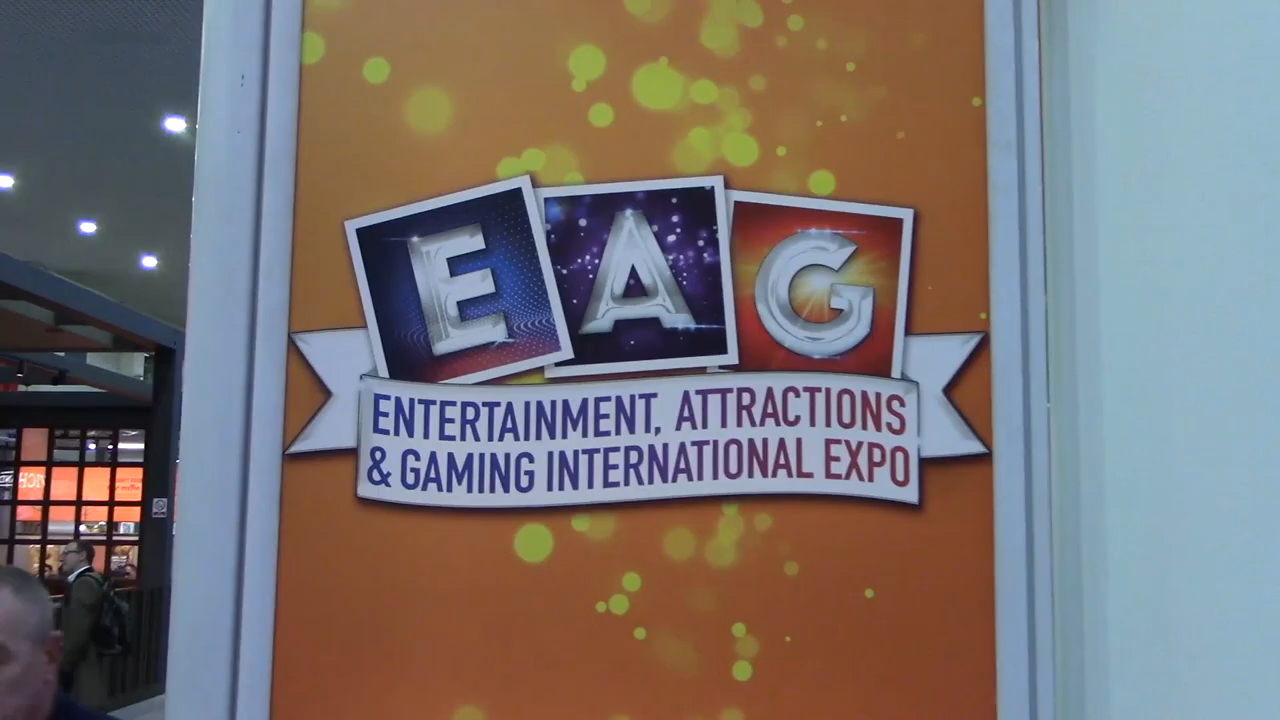 EAG
ENTERTAINMENT, ATTRACTIONS
& GAMING INTERNATIONAL EXPO